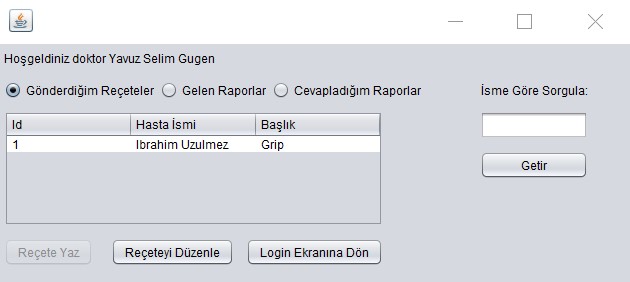 Hoşgeldiniz doktor Yavuz Selim Gugen
Gönderdiğim Reçeteler Gelen Raporlar Cevapladığım Raporlar İsme Göre Sorgula:
Id Hasta İsmi Başlık
1 Ibrahim Uzulmez Grip
Getir
Reçete Yaz Reçeteyi Düzenle Login Ekranına Dön